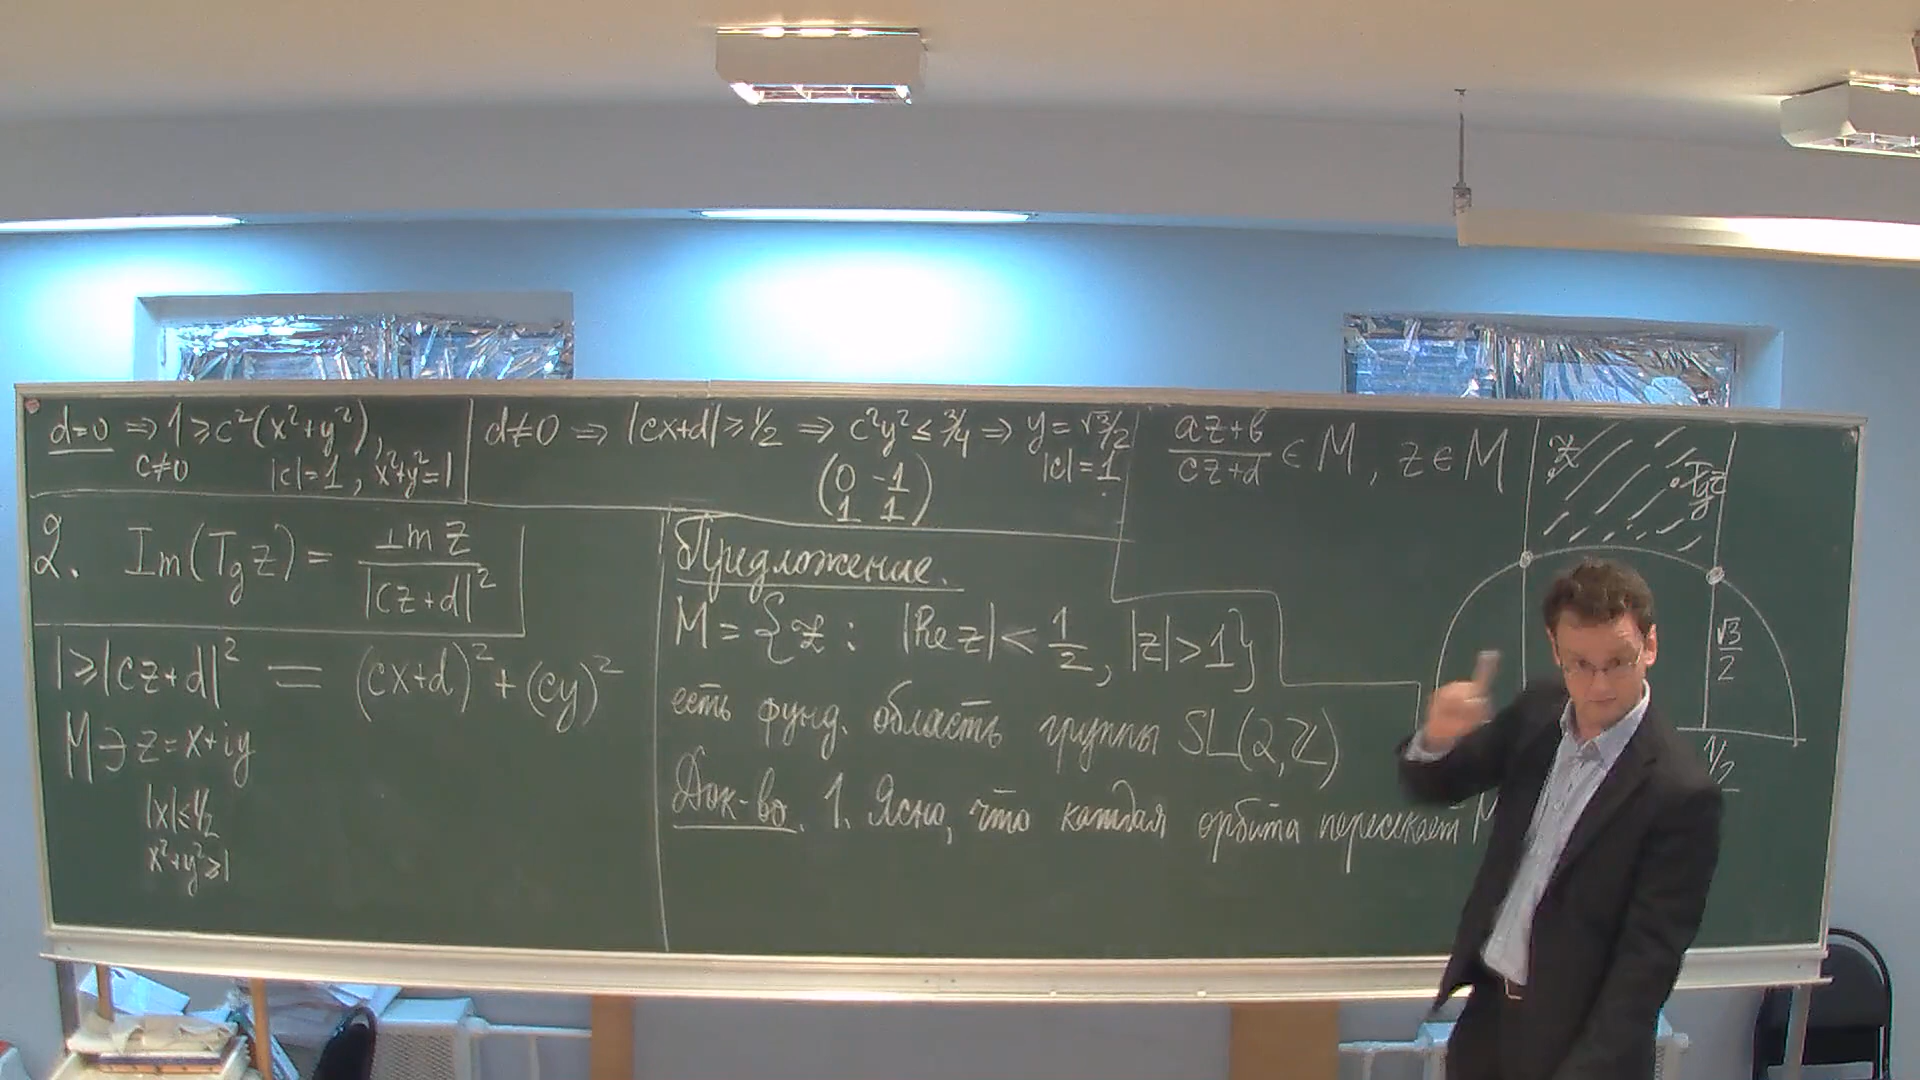 d=0 ⇒ 1 ≥ c²(x²+y²),
c≠0 |c|=1, x²+y²=1
d≠0 ⇒ |cx+d| ≥ 1/2 ⇒ c²y² ≤ 3/4 ⇒ y = √3/2
|c|=1
(0 -1
1 1)
az+b / cz+d ∈ M, z ∈ M
2. Im(T_g z) = Im z / |cz+d|²
1 ≥ |cz+d|² = (cx+d)² + (cy)²
M ∋ z = x+iy
|x| ≤ 1/2
x²+y² ≥ 1
Предложение.
M = {z : |Re z| < 1/2, |z| > 1}
есть фунд. область группы SL(2,ℤ)
Док-во. 1. Ясно, что каждая орбита пересекает M
z
T_g z
√3/2
1/2